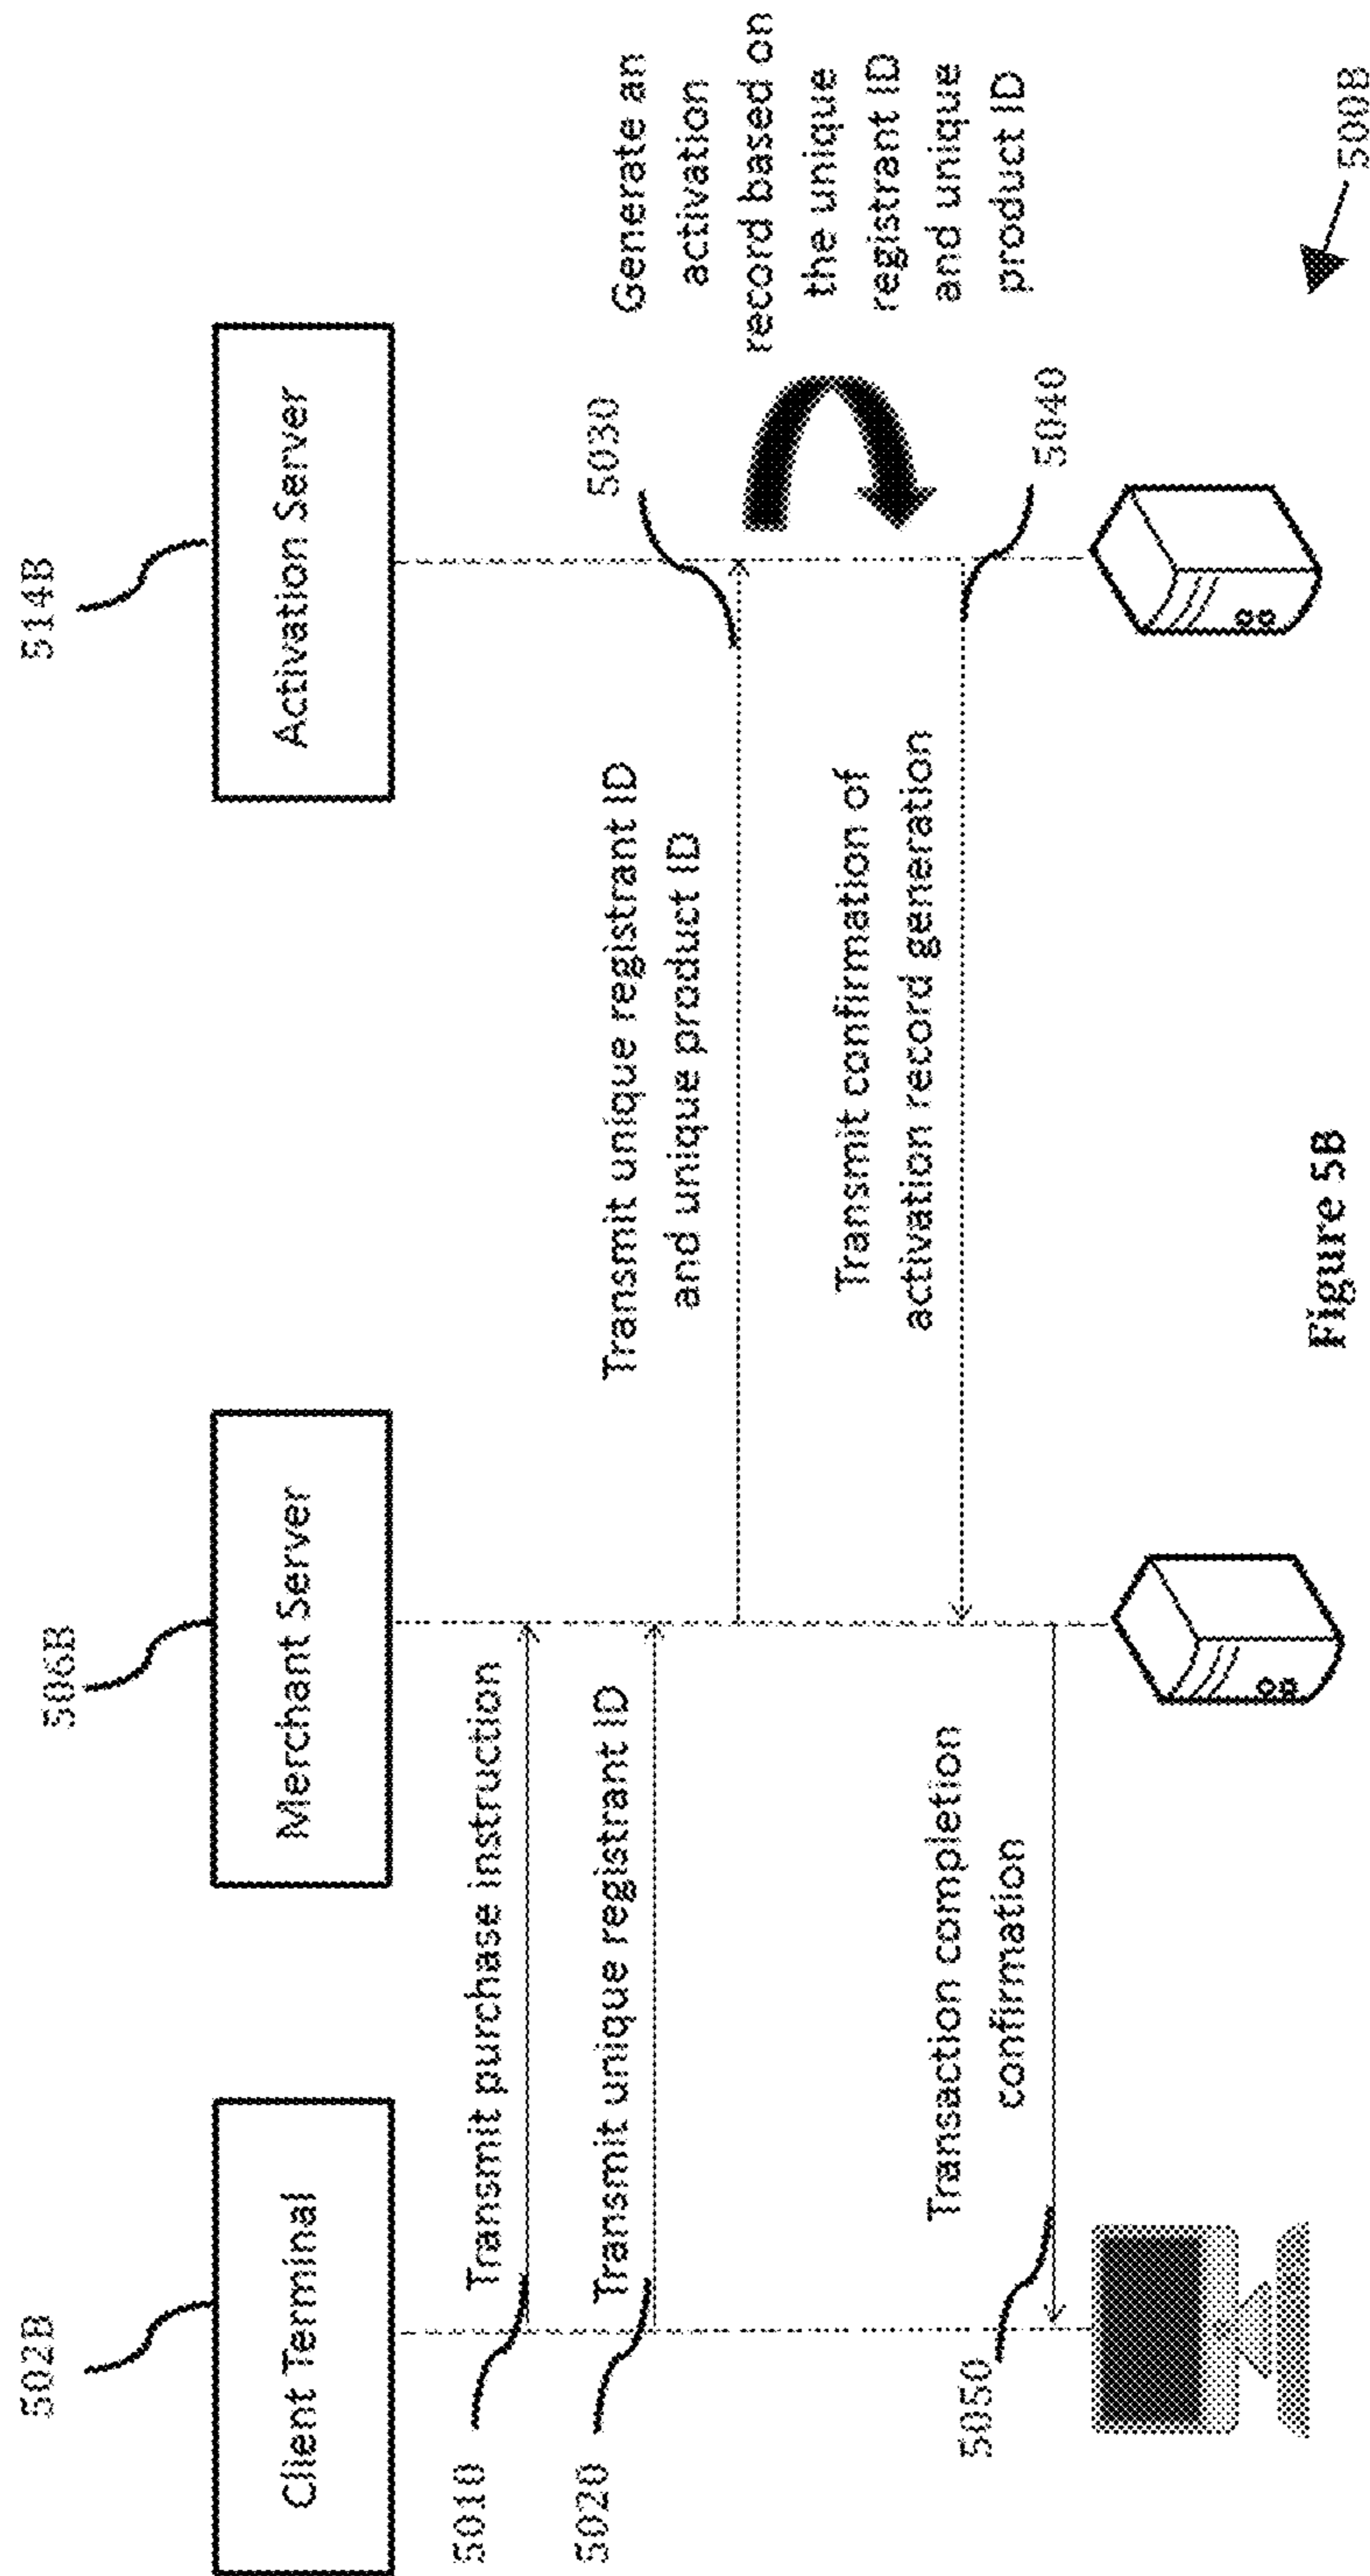 502B
506B
514B
Client Terminal
Merchant Server
Activation Server
5010
Transmit purchase instruction
5020
Transmit unique registrant ID
Transmit unique registrant ID
and unique product ID
5030
Generate an
activation
record based on
the unique
registrant ID
and unique
product ID
Transmit confirmation of
activation record generation
5040
5050
Transaction completion
confirmation
Figure 5B
500B